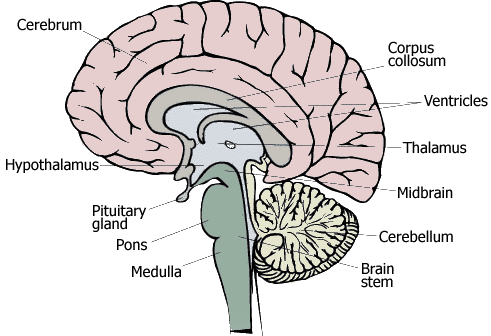 Cerebrum
Corpus
collosum
Ventricles
Thalamus
Hypothalamus
Midbrain
Pituitary
gland
Pons
Cerebellum
Medulla
Brain
stem